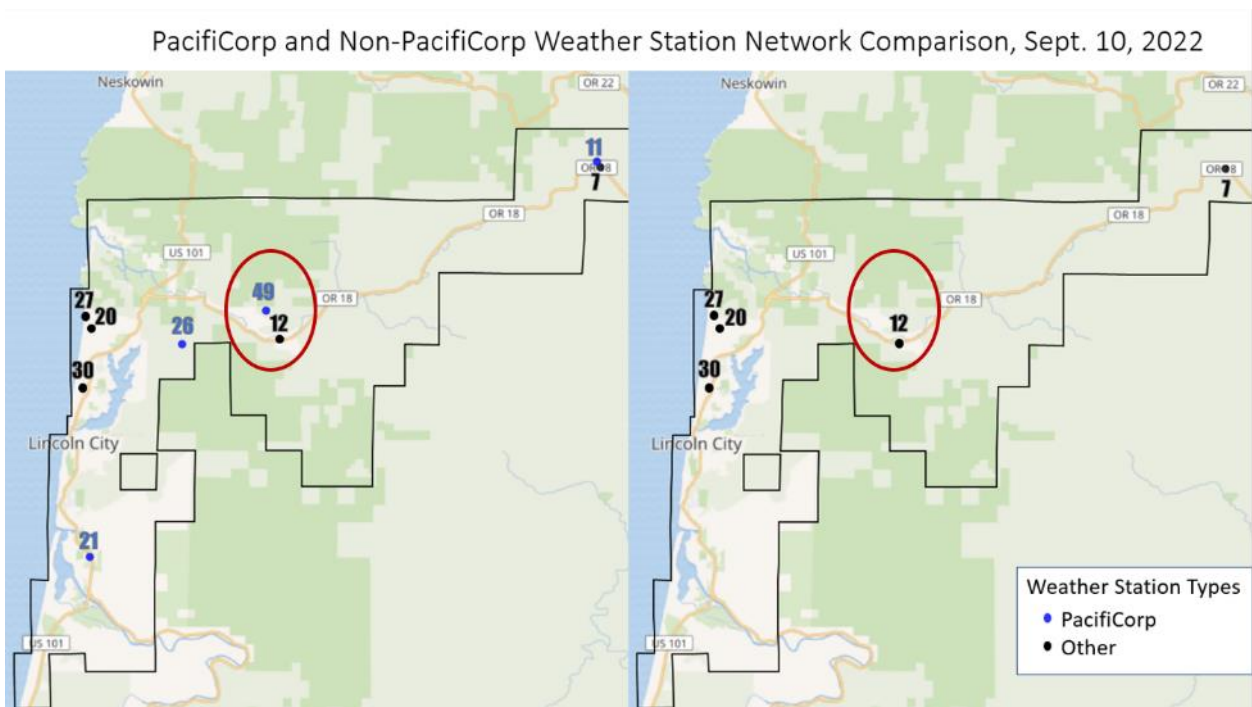 PacifiCorp and Non-PacifiCorp Weather Station Network Comparison, Sept. 10, 2022
Neskowin
OR 22
11
OR 18
7
OR 18
US 101
49
OR 18
27
20
26
12
30
Lincoln City
21
US 101
Neskowin
OR 22
OR 18
7
OR 18
US 101
OR 18
27
20
12
30
Lincoln City
US 101
Weather Station Types
PacifiCorp
Other